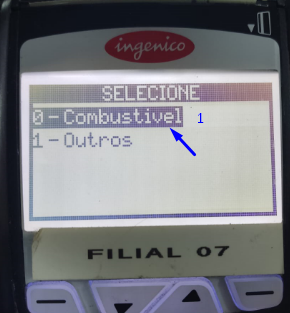 ingenico
SELECIONE
0-Combustivel 1
1-Outros
FILIAL 07